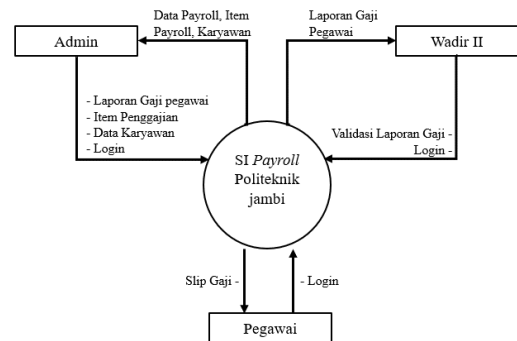 Data Payroll, Item
Payroll, Karyawan
Laporan Gaji
Pegawai
Admin
Wadir II
- Laporan Gaji pegawai
- Item Penggajian
- Data Karyawan
- Login
Validasi Laporan Gaji -
Login -
SI Payroll
Politeknik
jambi
Slip Gaji -
- Login
Pegawai